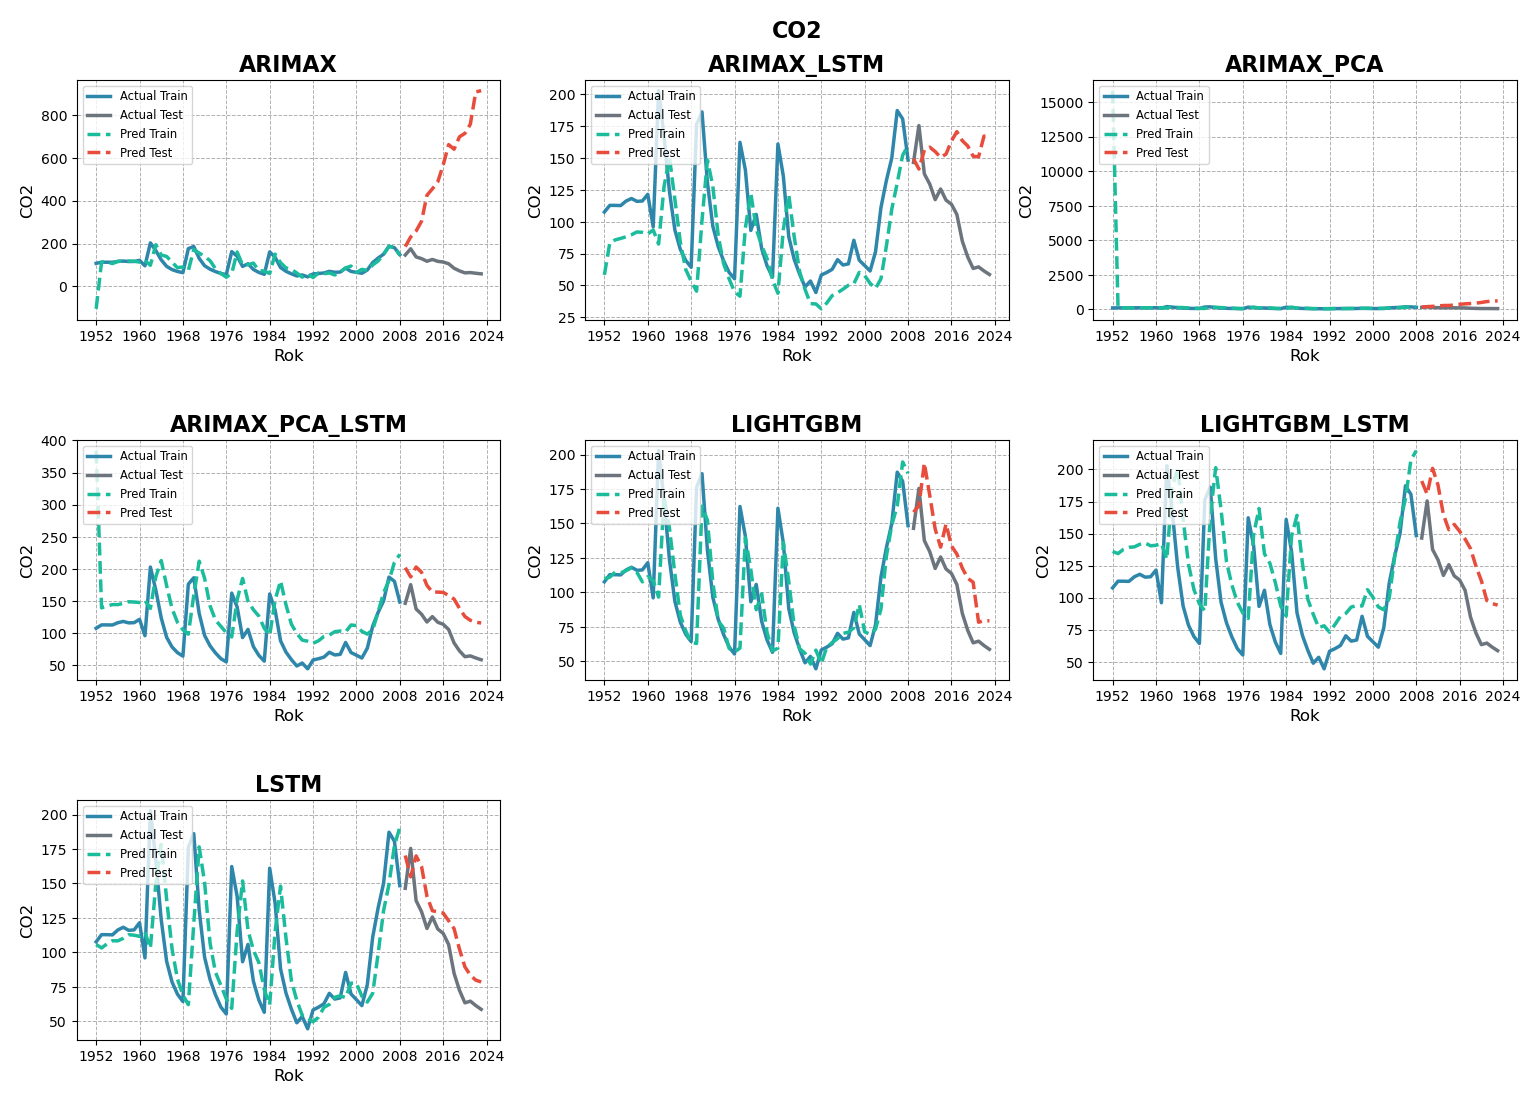 CO2
ARIMAX
Actual Train
Actual Test
Pred Train
Pred Test
CO2
800
600
400
200
0
1952 1960 1968 1976 1984 1992 2000 2008 2016 2024
Rok
ARIMAX_LSTM
Actual Train
Actual Test
Pred Train
Pred Test
CO2
200
175
150
125
100
75
50
25
1952 1960 1968 1976 1984 1992 2000 2008 2016 2024
Rok
ARIMAX_PCA
Actual Train
Actual Test
Pred Train
Pred Test
CO2
15000
12500
10000
7500
5000
2500
0
1952 1960 1968 1976 1984 1992 2000 2008 2016 2024
Rok
ARIMAX_PCA_LSTM
Actual Train
Actual Test
Pred Train
Pred Test
CO2
400
350
300
250
200
150
100
50
1952 1960 1968 1976 1984 1992 2000 2008 2016 2024
Rok
LIGHTGBM
Actual Train
Actual Test
Pred Train
Pred Test
CO2
200
175
150
125
100
75
50
1952 1960 1968 1976 1984 1992 2000 2008 2016 2024
Rok
LIGHTGBM_LSTM
Actual Train
Actual Test
Pred Train
Pred Test
CO2
200
175
150
125
100
75
50
1952 1960 1968 1976 1984 1992 2000 2008 2016 2024
Rok
LSTM
Actual Train
Actual Test
Pred Train
Pred Test
CO2
200
175
150
125
100
75
50
1952 1960 1968 1976 1984 1992 2000 2008 2016 2024
Rok